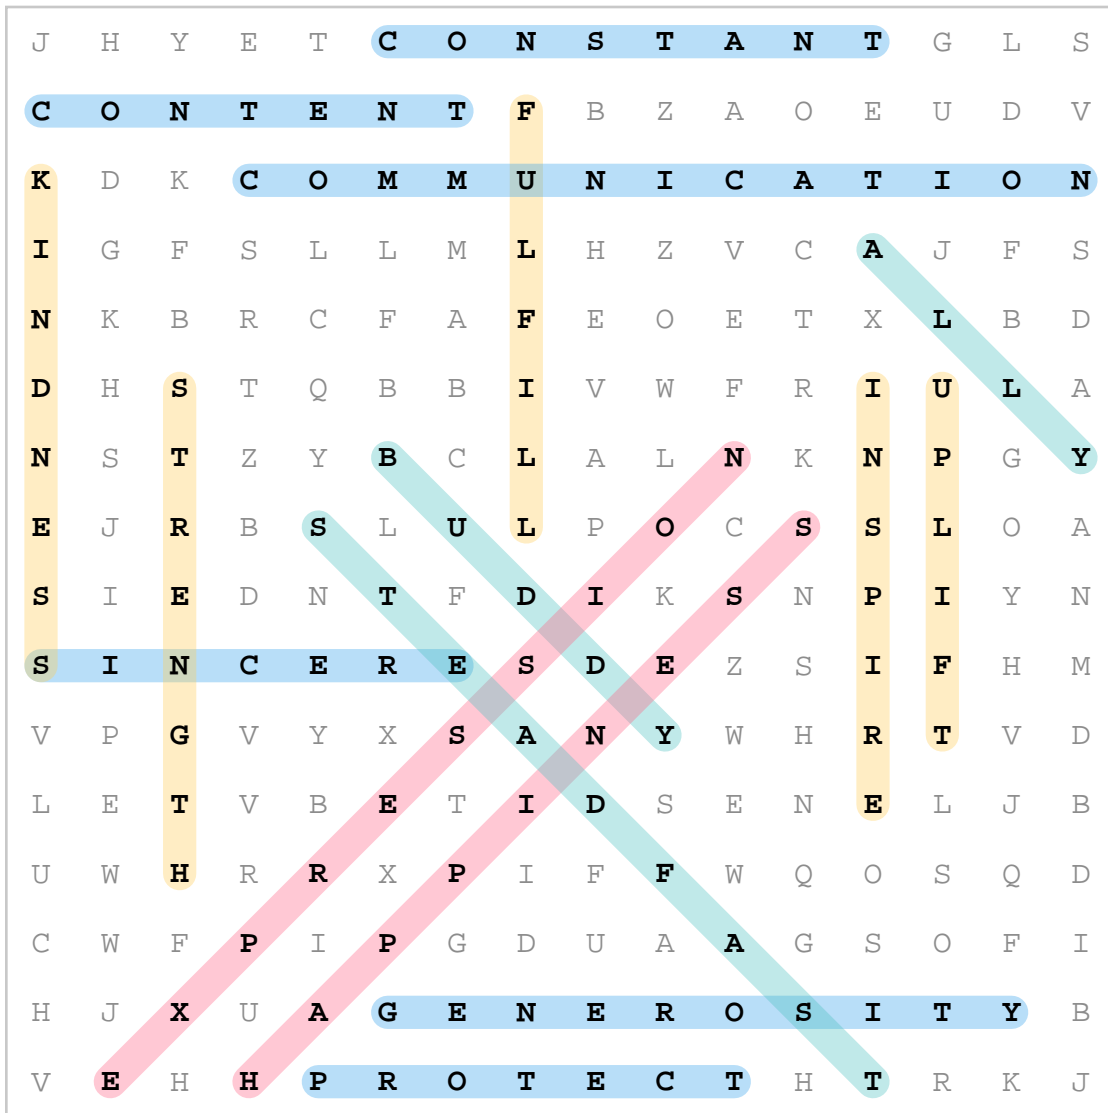 J H Y E T C O N S T A N T G L S
C O N T E N T F B Z A O E U D V
K D K C O M M U N I C A T I O N
I G F S L L M L H Z V C A J F S
N K B R C F A F E O E T X L B D
D H S T Q B B I V W F R I U L A
N S T Z Y B C L A L N K N P G Y
E J R B S L U L P O C S S L O A
S I E D N T F D I K S N P I Y N
S I N C E R E S D E Z S I F H M
V P G V Y X S A N Y W H R T V D
L E T V B E T I D S E N E L J B
U W H R R X P I F F W Q O S Q D
C W F P I P G D U A A G S O F I
H J X U A G E N E R O S I T Y B
V E H H P R O T E C T H T R K J